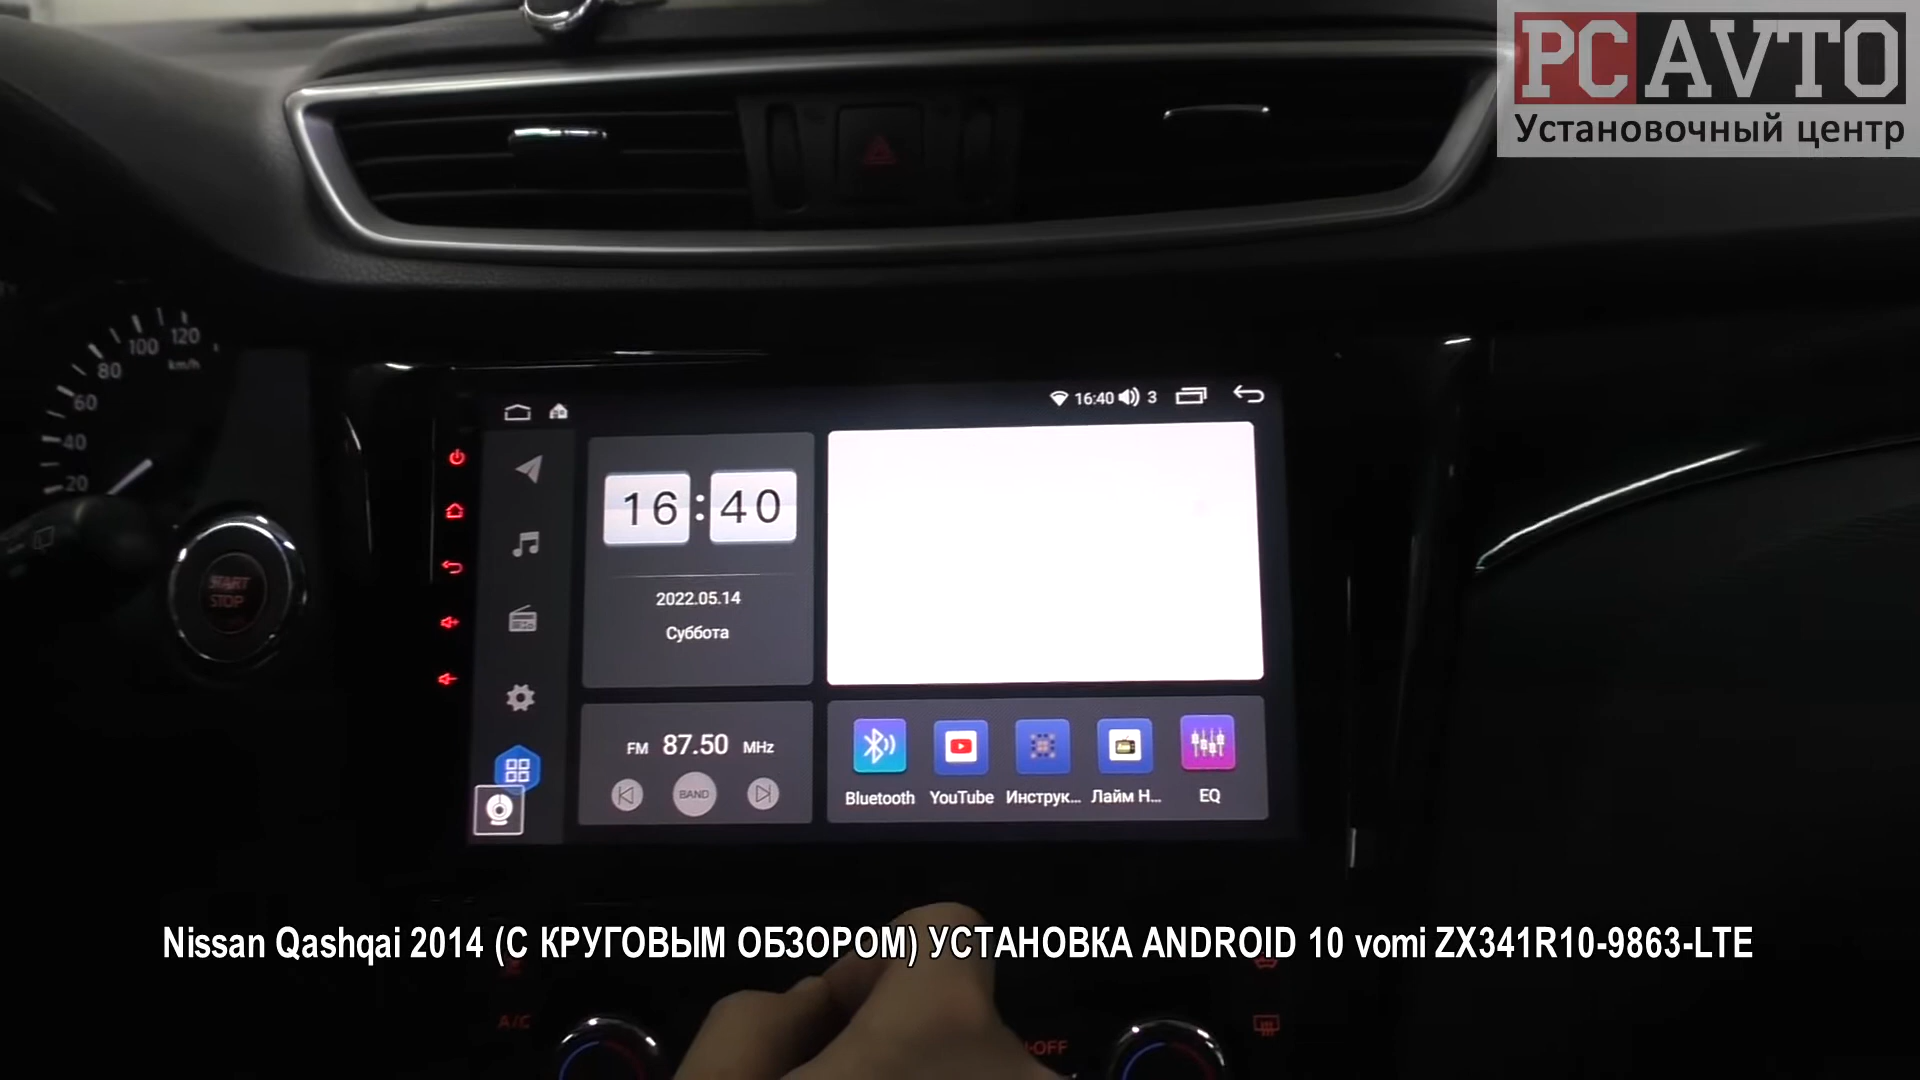 PC AVTO
Установочный центр
120
100
km/h
80
60
40
20
START
STOP
16:40
3
16:40
2022.05.14
Суббота
FM 87.50 MHz
BAND
Bluetooth
YouTube
Инструк...
Лайм Н...
EQ
Nissan Qashqai 2014 (С КРУГОВЫМ ОБЗОРОМ) УСТАНОВКА ANDROID 10 vomi ZX341R10-9863-LTE
A/C
-OFF